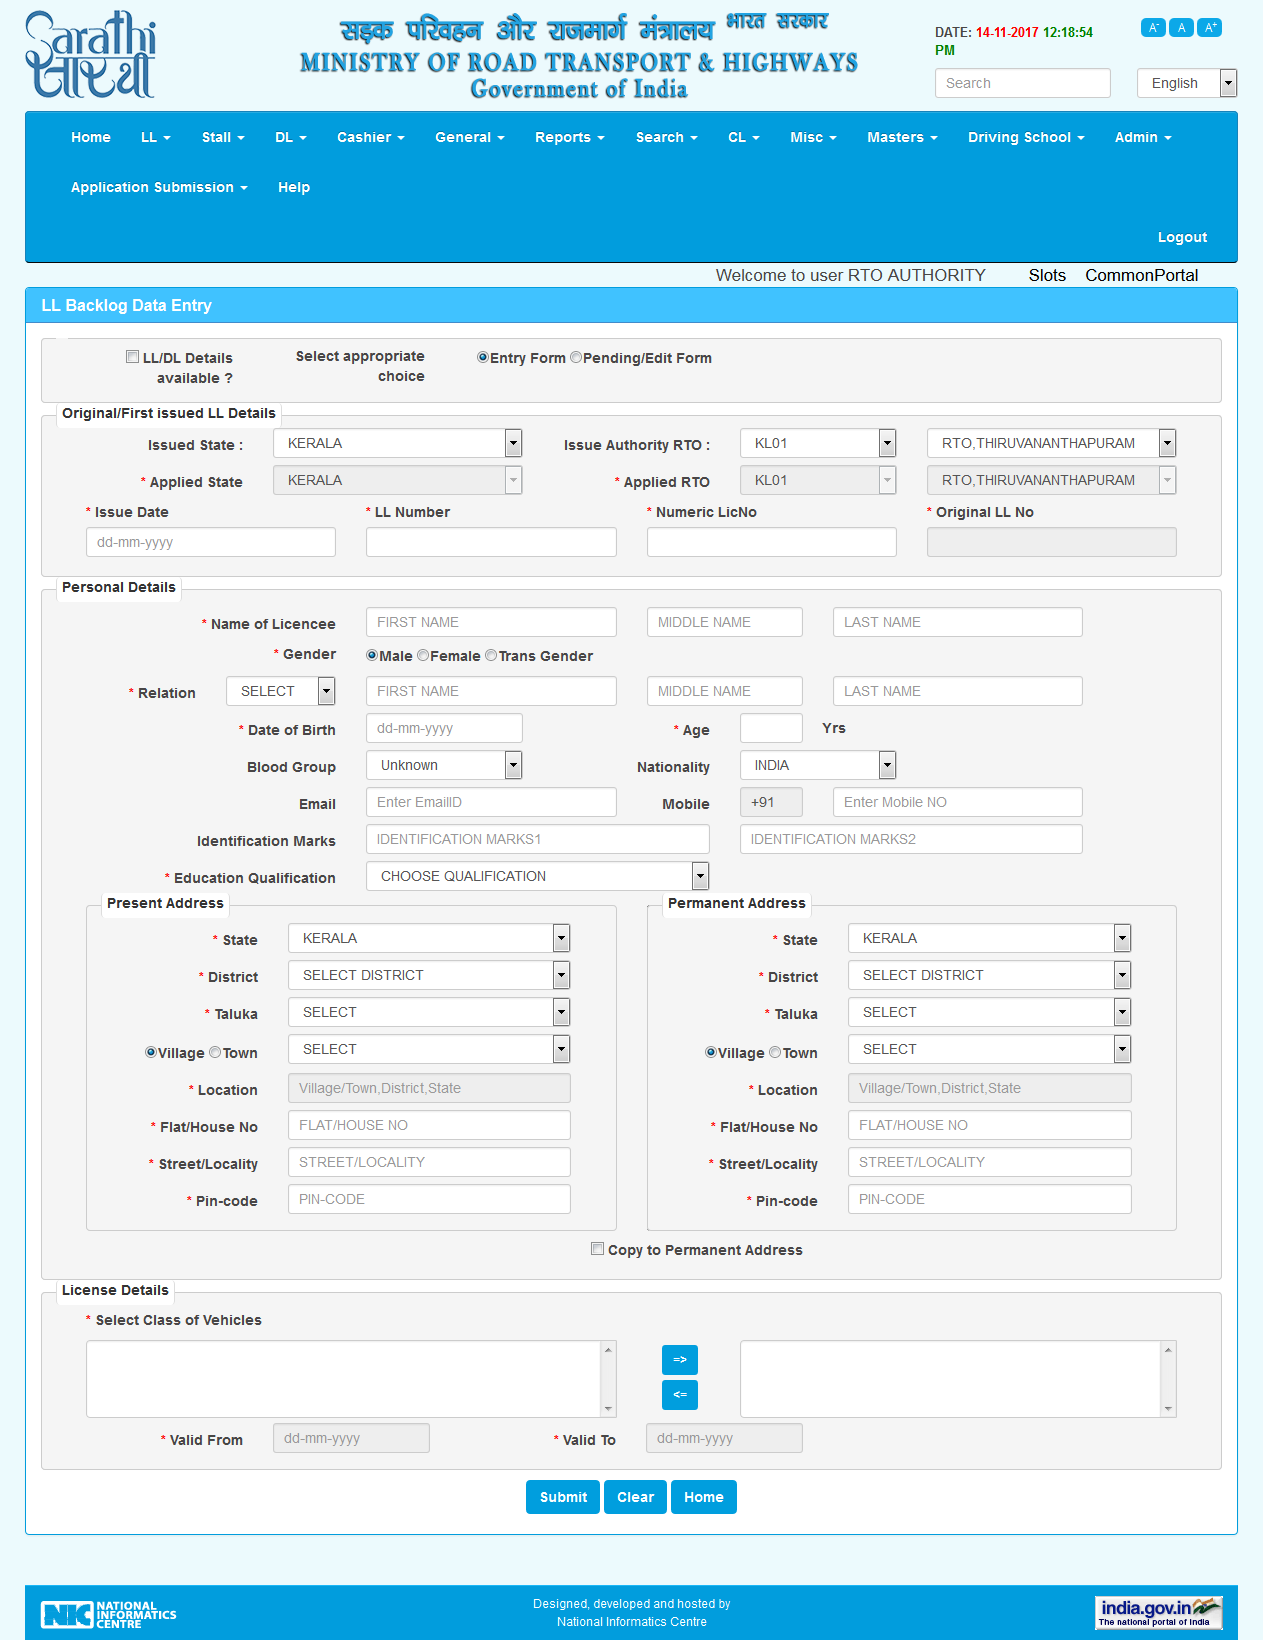 Sarathi
सारथी
सड़क परिवहन और राजमार्ग मंत्रालय भारत सरकार
MINISTRY OF ROAD TRANSPORT & HIGHWAYS
Government of India
DATE: 14-11-2017 12:18:54 PM
A- A A+
Search English
Home LL Stall DL Cashier General Reports Search CL Misc Masters Driving School Admin
Application Submission Help
Logout
Welcome to user RTO AUTHORITY Slots CommonPortal
LL Backlog Data Entry
LL/DL Details available ? Select appropriate choice Entry Form Pending/Edit Form
Original/First issued LL Details
Issued State : KERALA Issue Authority RTO : KL01 RTO,THIRUVANANTHAPURAM
* Applied State KERALA * Applied RTO KL01 RTO,THIRUVANANTHAPURAM
* Issue Date * LL Number * Numeric LicNo * Original LL No
dd-mm-yyyy
Personal Details
* Name of Licencee FIRST NAME MIDDLE NAME LAST NAME
* Gender Male Female Trans Gender
* Relation SELECT FIRST NAME MIDDLE NAME LAST NAME
* Date of Birth dd-mm-yyyy * Age Yrs
Blood Group Unknown Nationality INDIA
Email Enter EmailID Mobile +91 Enter Mobile NO
Identification Marks IDENTIFICATION MARKS1 IDENTIFICATION MARKS2
* Education Qualification CHOOSE QUALIFICATION
Present Address Permanent Address
* State KERALA * State KERALA
* District SELECT DISTRICT * District SELECT DISTRICT
* Taluka SELECT * Taluka SELECT
Village Town SELECT Village Town SELECT
* Location Village/Town,District,State * Location Village/Town,District,State
* Flat/House No FLAT/HOUSE NO * Flat/House No FLAT/HOUSE NO
* Street/Locality STREET/LOCALITY * Street/Locality STREET/LOCALITY
* Pin-code PIN-CODE * Pin-code PIN-CODE
Copy to Permanent Address
License Details
* Select Class of Vehicles
=>
<=
* Valid From dd-mm-yyyy * Valid To dd-mm-yyyy
Submit Clear Home
NIC NATIONAL INFORMATICS CENTRE
Designed, developed and hosted by
National Informatics Centre
india.gov.in
The national portal of India